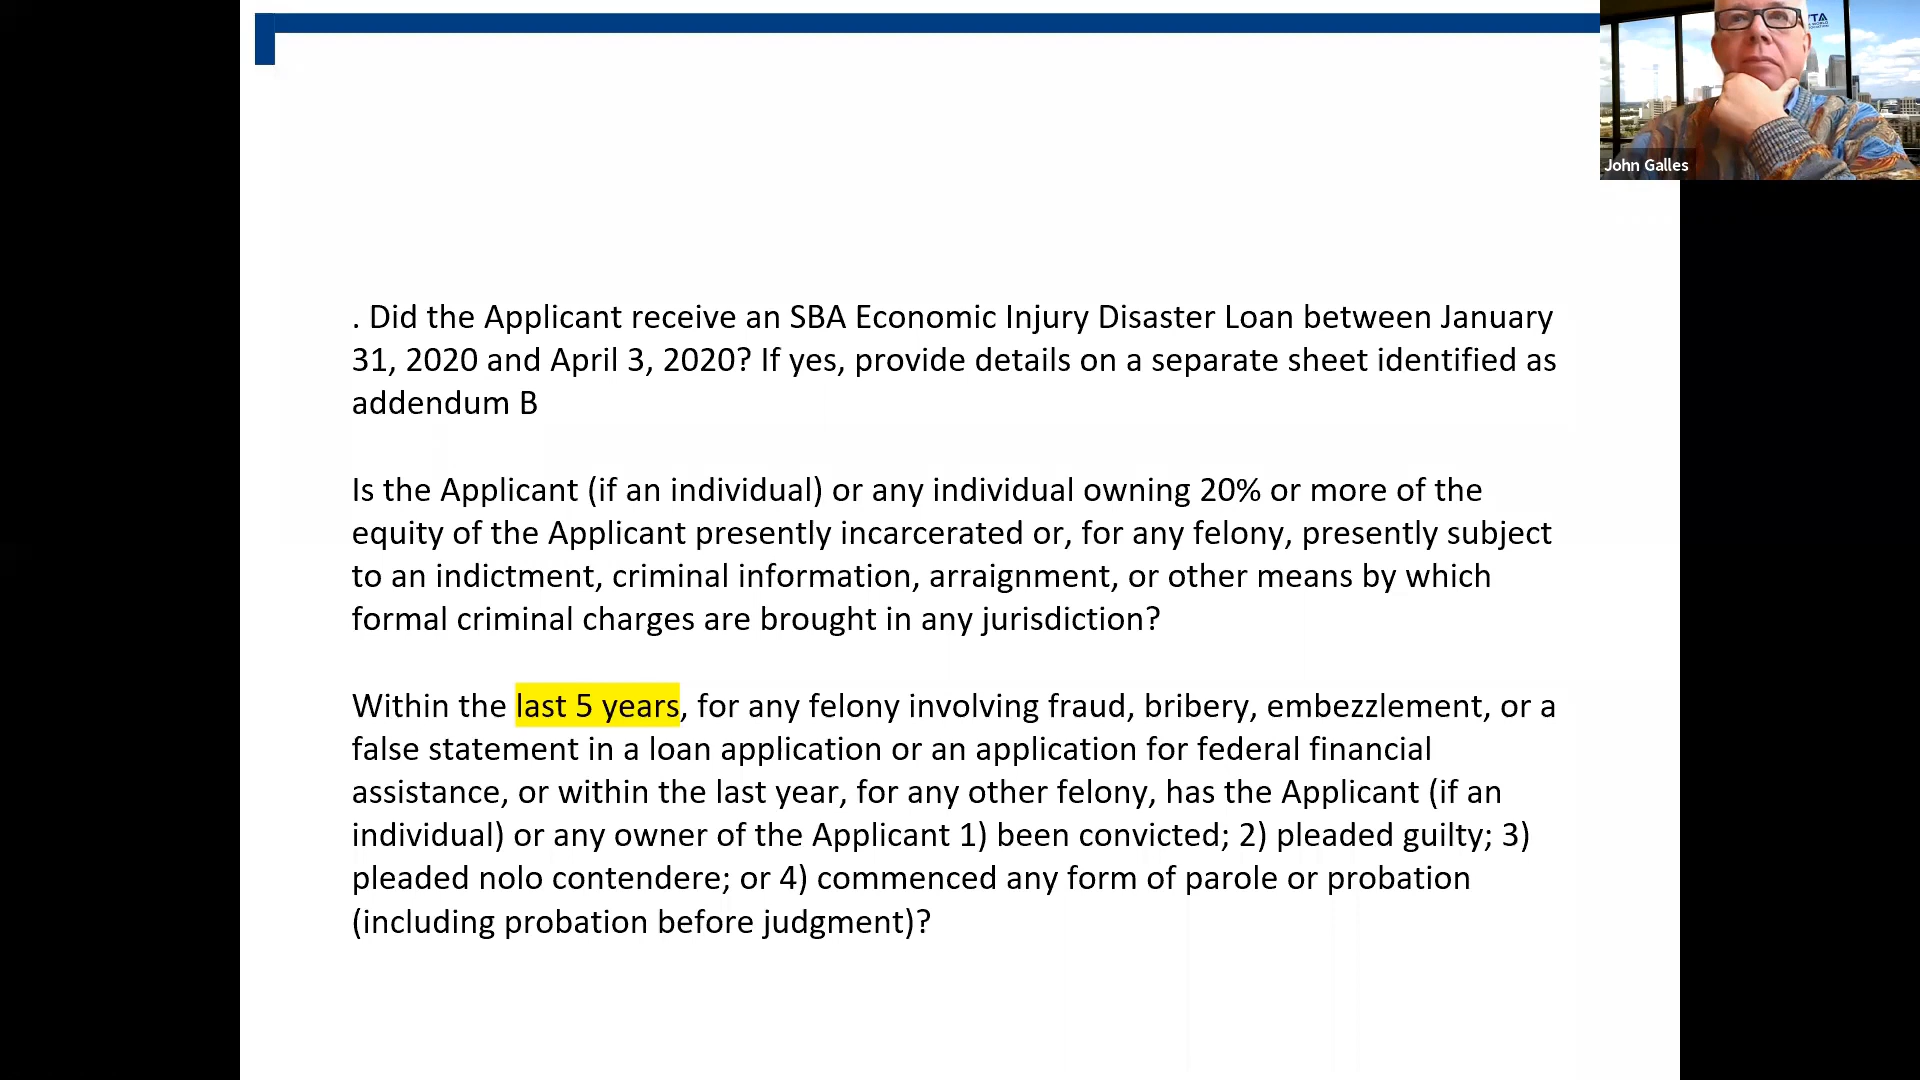 TA
John Galles
. Did the Applicant receive an SBA Economic Injury Disaster Loan between January
31, 2020 and April 3, 2020? If yes, provide details on a separate sheet identified as
addendum B
Is the Applicant (if an individual) or any individual owning 20% or more of the
equity of the Applicant presently incarcerated or, for any felony, presently subject
to an indictment, criminal information, arraignment, or other means by which
formal criminal charges are brought in any jurisdiction?
Within the last 5 years, for any felony involving fraud, bribery, embezzlement, or a
false statement in a loan application or an application for federal financial
assistance, or within the last year, for any other felony, has the Applicant (if an
individual) or any owner of the Applicant 1) been convicted; 2) pleaded guilty; 3)
pleaded nolo contendere; or 4) commenced any form of parole or probation
(including probation before judgment)?